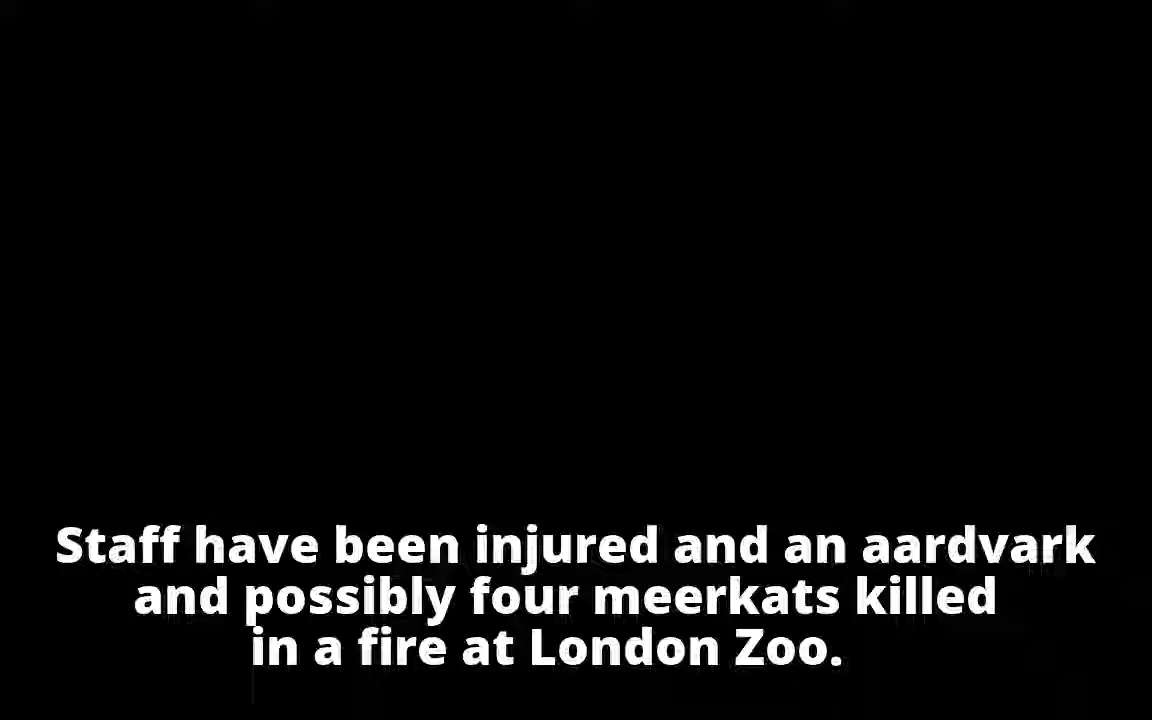 Staff have been injured and an aardvark
and possibly four meerkats killed
in a fire at London Zoo.